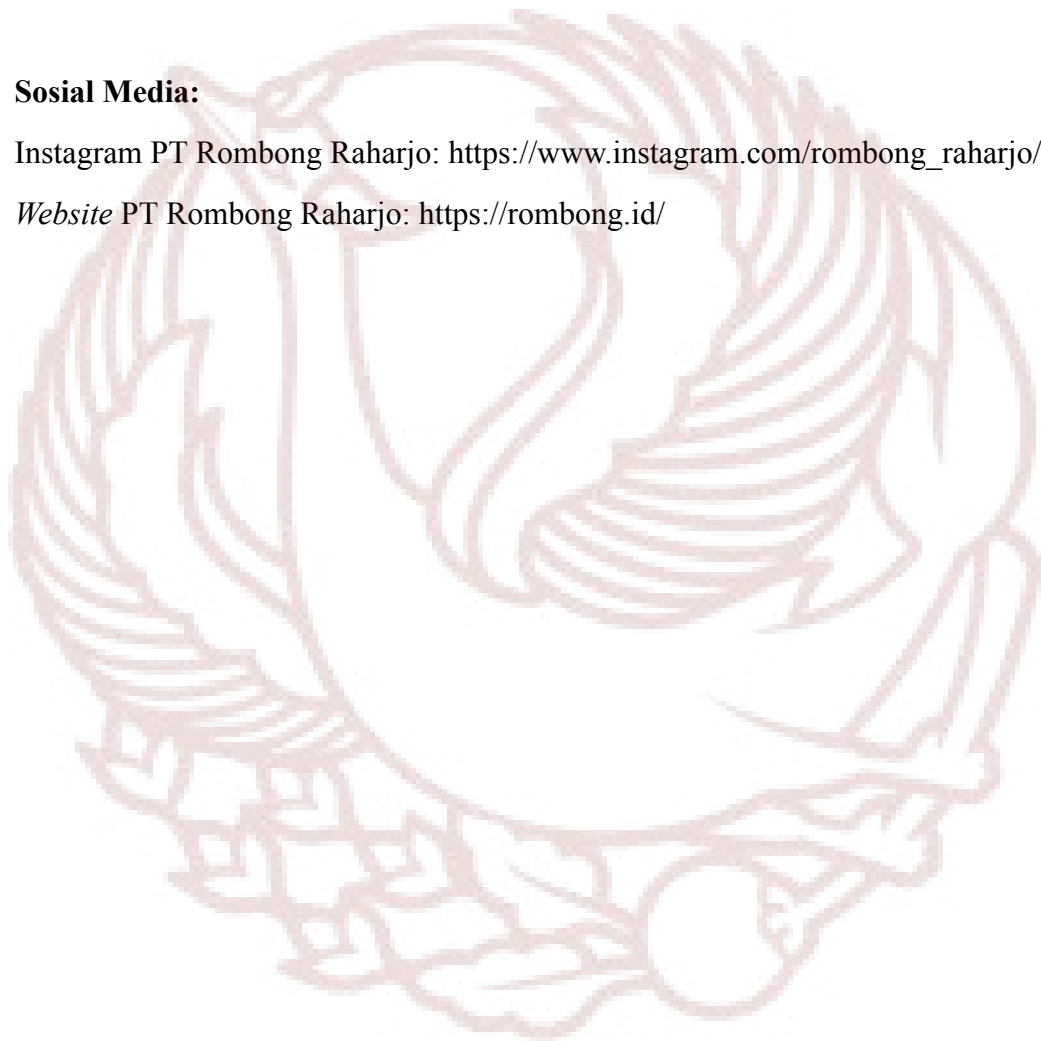 Sosial Media:
Instagram PT Rombong Raharjo: https://www.instagram.com/rombong_raharjo/
Website PT Rombong Raharjo: https://rombong.id/